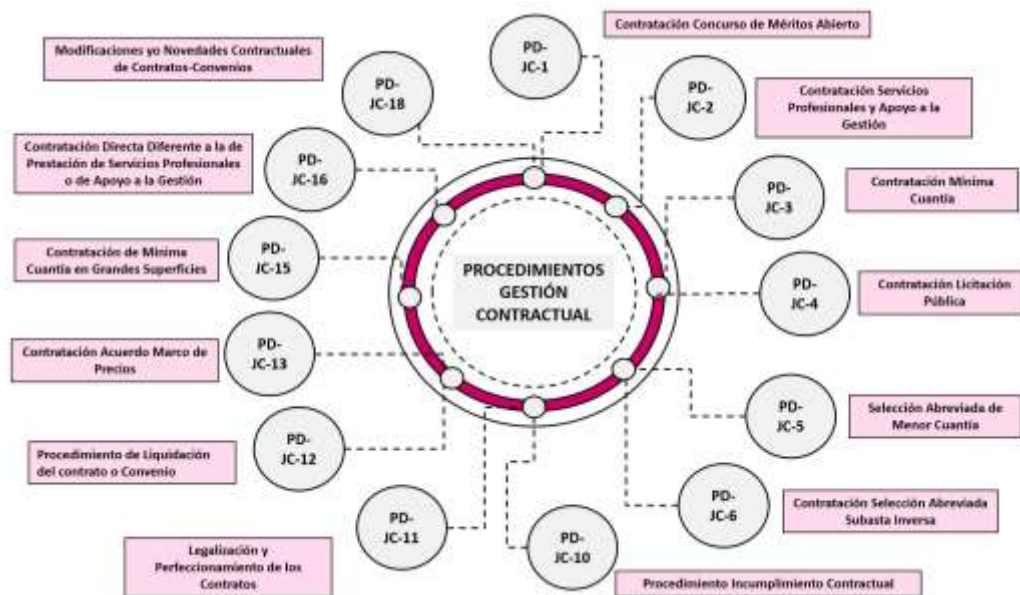 Contratación Concurso de Méritos Abierto
PD-
JC-1
Modificaciones yo Novedades Contractuales
de Contratos-Convenios
PD-
JC-18
PD-
JC-2
Contratación Servicios
Profesionales y Apoyo a la
Gestión
Contratación Directa Diferente a la de
Prestación de Servicios Profesionales
o de Apoyo a la Gestión
PD-
JC-16
PD-
JC-3
Contratación Mínima
Cuantía
Contratación de Mínima
Cuantía en Grandes Superficies
PD-
JC-15
PROCEDIMIENTOS
GESTIÓN
CONTRACTUAL
PD-
JC-4
Contratación Licitación
Pública
Contratación Acuerdo Marco de
Precios
PD-
JC-13
PD-
JC-5
Selección Abreviada de
Menor Cuantía
Procedimiento de Liquidación
del contrato o Convenio
PD-
JC-12
PD-
JC-6
Contratación Selección Abreviada
Subasta Inversa
Legalización y
Perfeccionamiento de los
Contratos
PD-
JC-11
PD-
JC-10
Procedimiento Incumplimiento Contractual